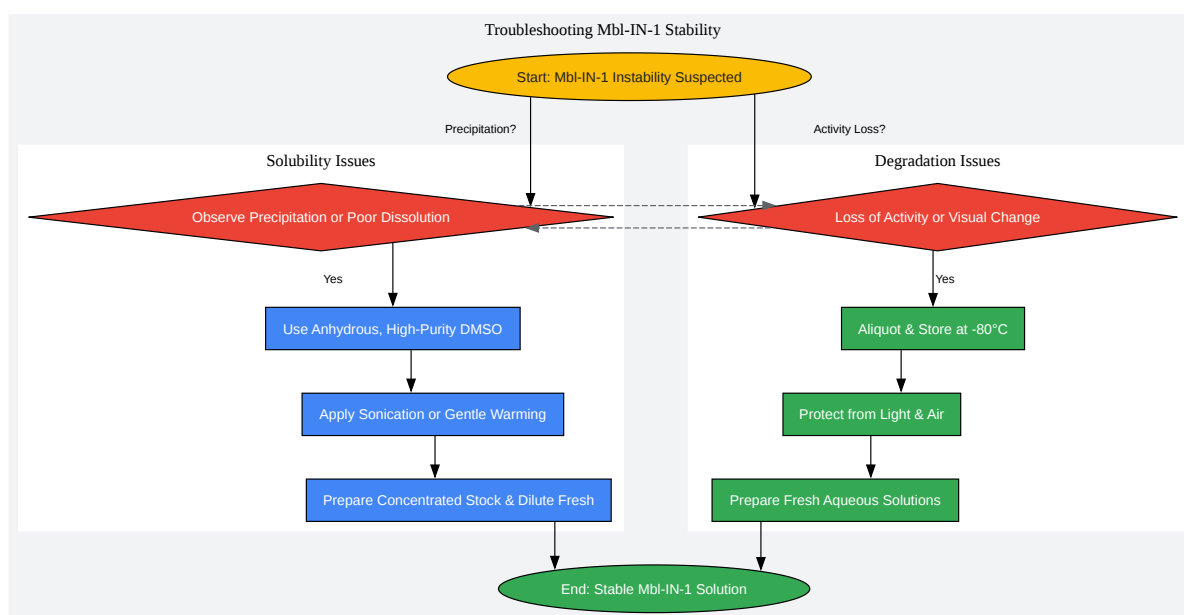 Troubleshooting Mbl-IN-1 Stability
Start: Mbl-IN-1 Instability Suspected
Precipitation?
Activity Loss?
Solubility Issues
Degradation Issues
Observe Precipitation or Poor Dissolution
Loss of Activity or Visual Change
Yes
Yes
Use Anhydrous, High-Purity DMSO
Aliquot & Store at -80°C
Apply Sonication or Gentle Warming
Protect from Light & Air
Prepare Concentrated Stock & Dilute Fresh
Prepare Fresh Aqueous Solutions
End: Stable Mbl-IN-1 Solution